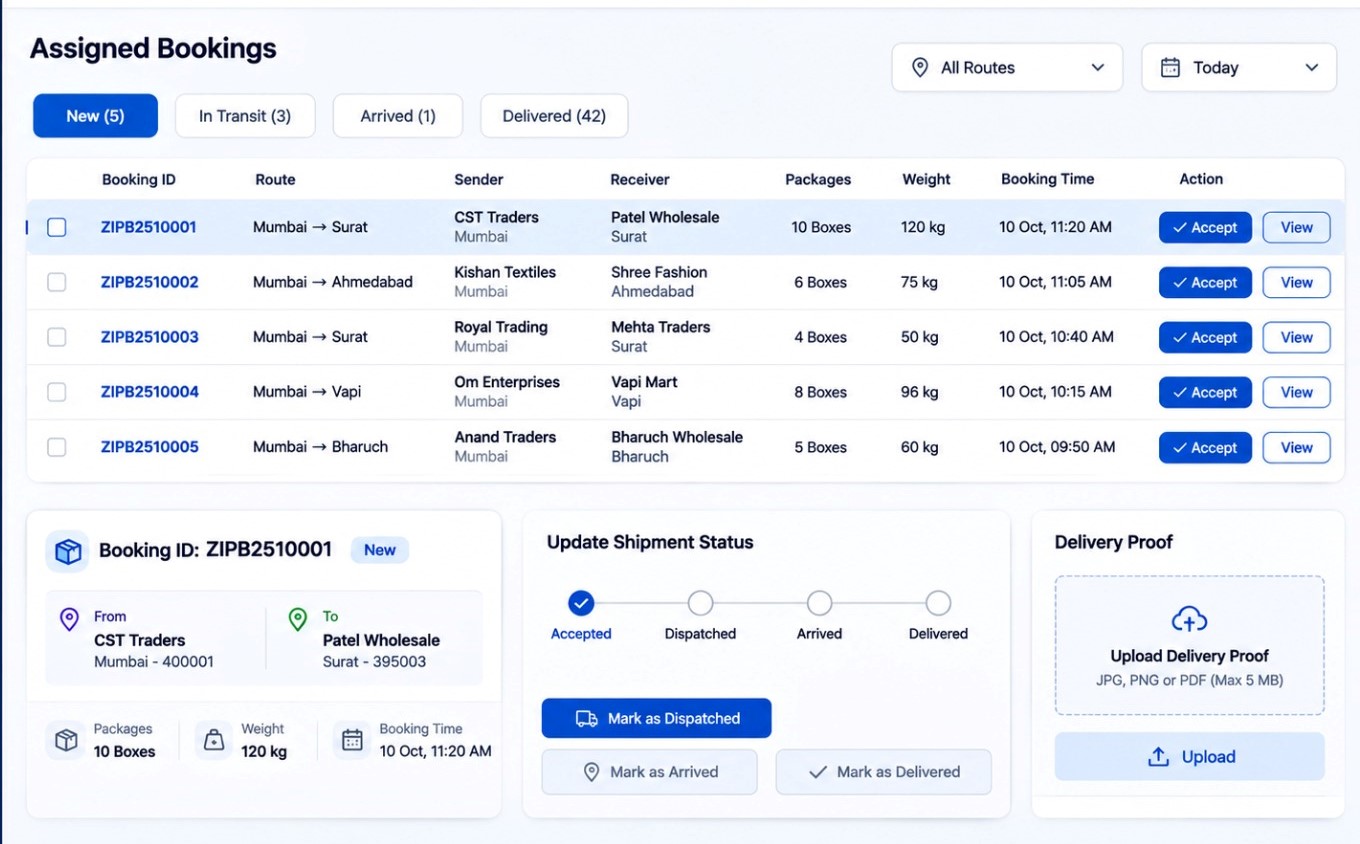 Assigned Bookings
All Routes
Today
New (5)
In Transit (3)
Arrived (1)
Delivered (42)
Booking ID Route Sender Receiver Packages Weight Booking Time Action
ZIPB2510001 Mumbai → Surat CST Traders Mumbai Patel Wholesale Surat 10 Boxes 120 kg 10 Oct, 11:20 AM Accept View
ZIPB2510002 Mumbai → Ahmedabad Kishan Textiles Mumbai Shree Fashion Ahmedabad 6 Boxes 75 kg 10 Oct, 11:05 AM Accept View
ZIPB2510003 Mumbai → Surat Royal Trading Mumbai Mehta Traders Surat 4 Boxes 50 kg 10 Oct, 10:40 AM Accept View
ZIPB2510004 Mumbai → Vapi Om Enterprises Mumbai Vapi Mart Vapi 8 Boxes 96 kg 10 Oct, 10:15 AM Accept View
ZIPB2510005 Mumbai → Bharuch Anand Traders Mumbai Bharuch Wholesale Bharuch 5 Boxes 60 kg 10 Oct, 09:50 AM Accept View
Booking ID: ZIPB2510001 New
From
CST Traders
Mumbai - 400001
To
Patel Wholesale
Surat - 395003
Packages
10 Boxes
Weight
120 kg
Booking Time
10 Oct, 11:20 AM
Update Shipment Status
Accepted Dispatched Arrived Delivered
Mark as Dispatched
Mark as Arrived
Mark as Delivered
Delivery Proof
Upload Delivery Proof
JPG, PNG or PDF (Max 5 MB)
Upload